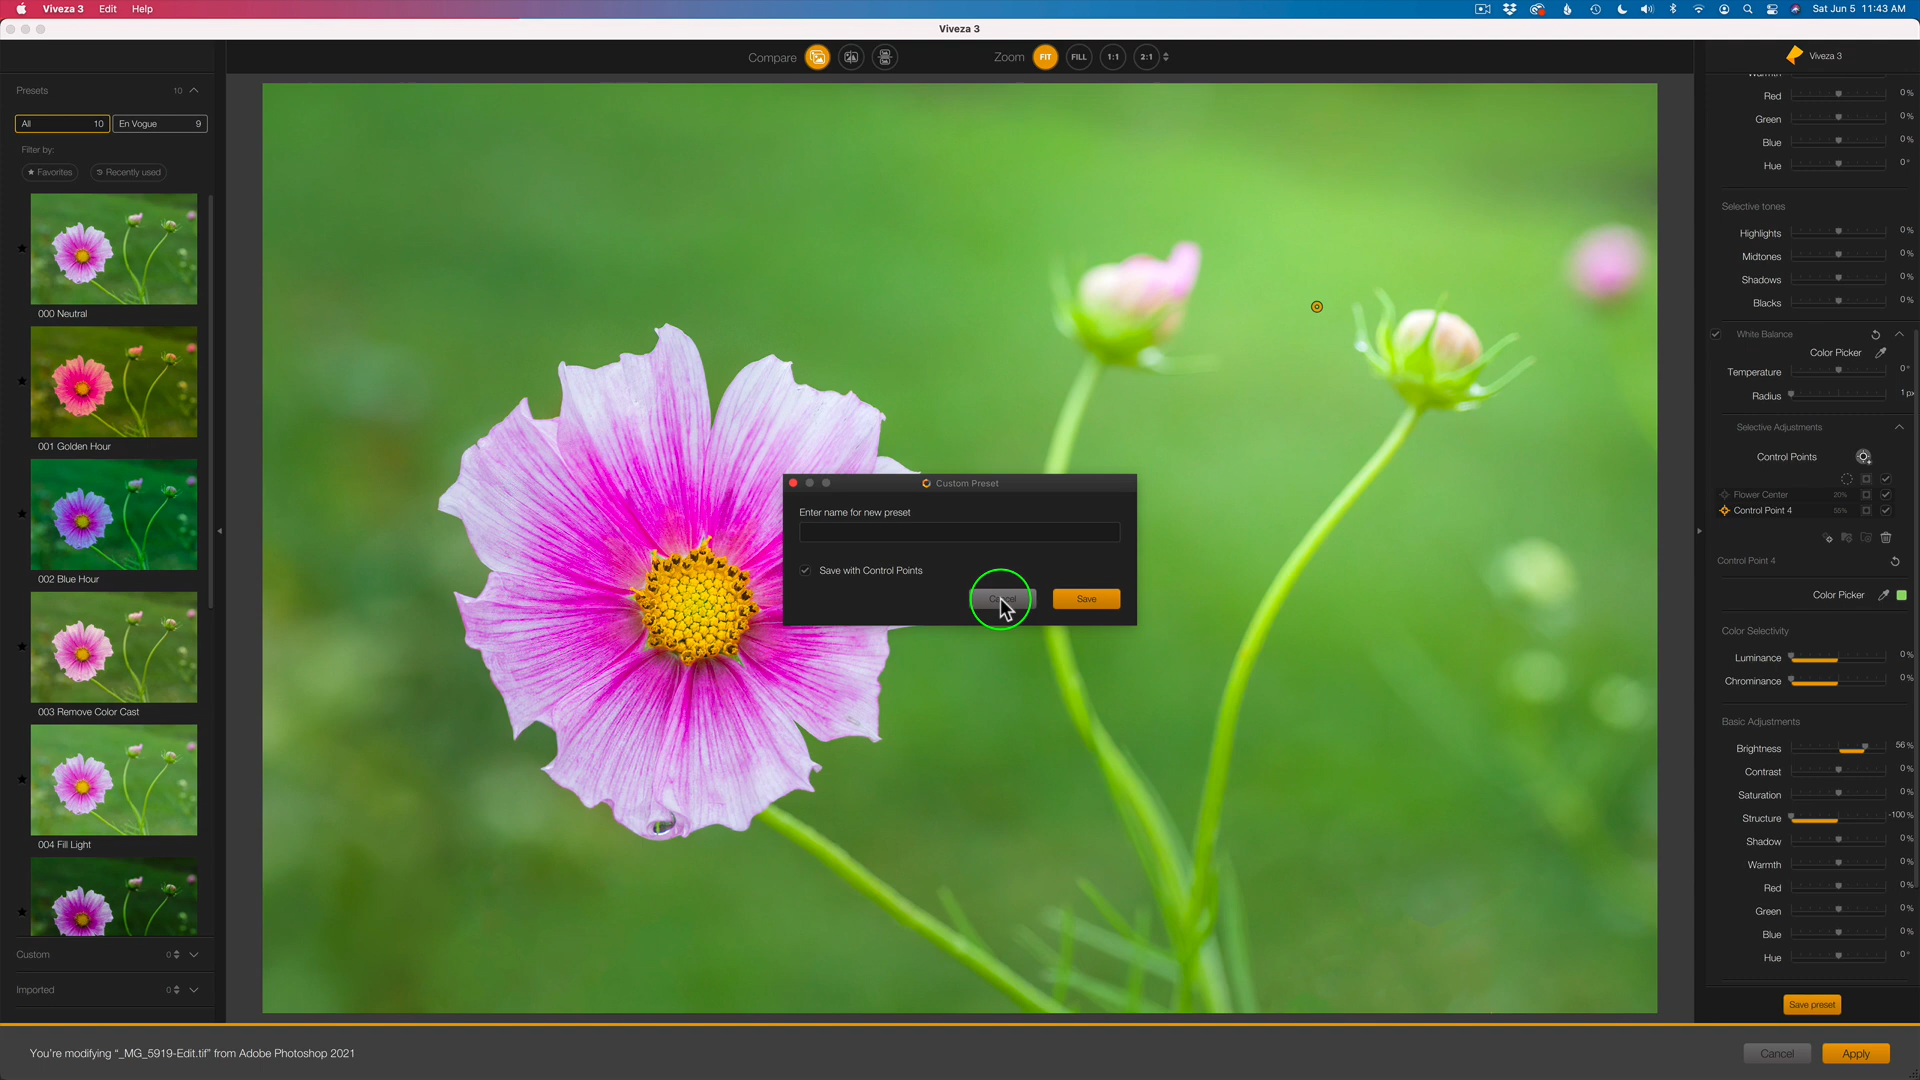 Viveza 3 Edit Help
Sat Jun 5 11:43 AM
Viveza 3
Compare
Zoom FIT FILL 1:1 2:1
Viveza 3
Presets 10
All 10 En Vogue 9
Filter by:
★ Favorites Recently used
000 Neutral
001 Golden Hour
002 Blue Hour
003 Remove Color Cast
004 Fill Light
Custom 0
Imported 0
Custom Preset
Enter name for new preset
Save with Control Points
Cancel Save
Warmth
Red 0%
Green 0%
Blue 0%
Hue 0°
Selective tones
Highlights 0%
Midtones 0%
Shadows 0%
Blacks 0%
White Balance
Color Picker
Temperature 0°
Radius 1 px
Selective Adjustments
Control Points
Flower Center 20%
Control Point 4 55%
Control Point 4
Color Picker
Color Selectivity
Luminance 0%
Chrominance 0%
Basic Adjustments
Brightness 56%
Contrast 0%
Saturation 0%
Structure -100%
Shadow 0%
Warmth 0%
Red 0%
Green 0%
Blue 0%
Hue 0°
Save preset
You're modifying “_MG_5919-Edit.tif” from Adobe Photoshop 2021
Cancel Apply